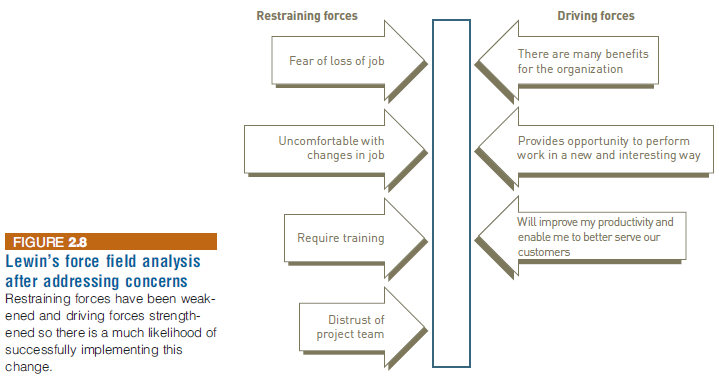 Restraining forces
Driving forces
Fear of loss of job
There are many benefits
for the organization
Uncomfortable with
changes in job
Provides opportunity to perform
work in a new and interesting way
Require training
Will improve my productivity and
enable me to better serve our
customers
Distrust of
project team
FIGURE 2.8
Lewin's force field analysis
after addressing concerns
Restraining forces have been weak-
ened and driving forces strength-
ened so there is a much likelihood of
successfully implementing this
change.